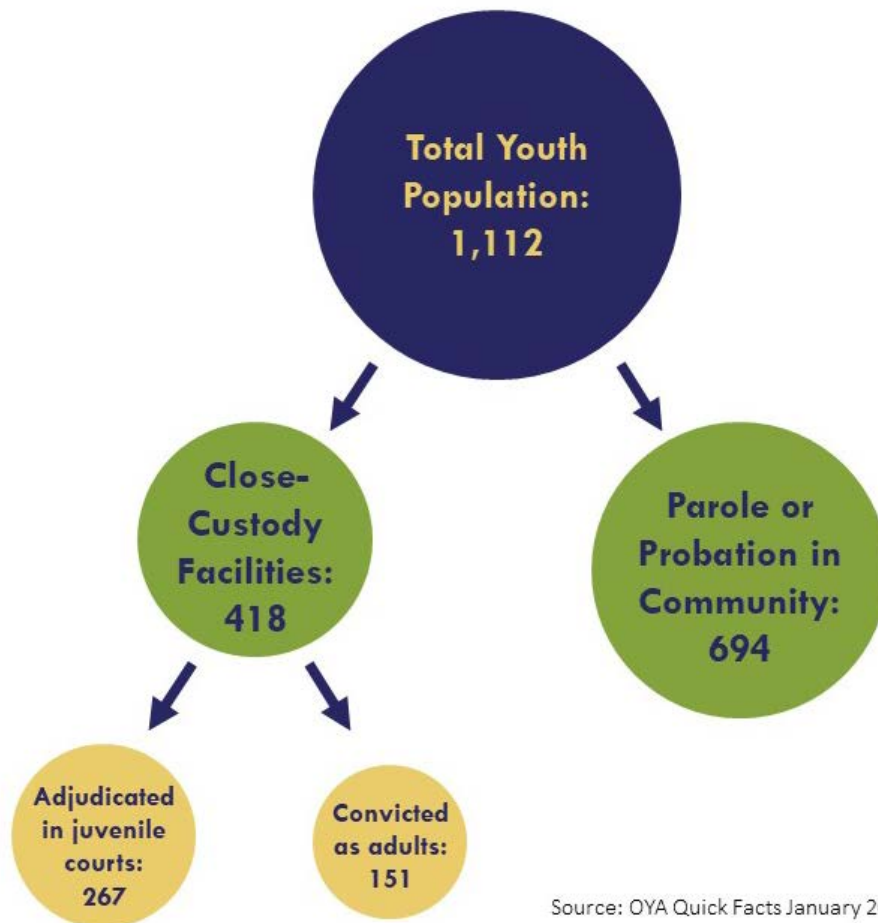 Total Youth
Population:
1,112
Close-
Custody
Facilities:
418
Parole or
Probation in
Community:
694
Adjudicated
in juvenile
courts:
267
Convicted
as adults:
151
Source: OYA Quick Facts January